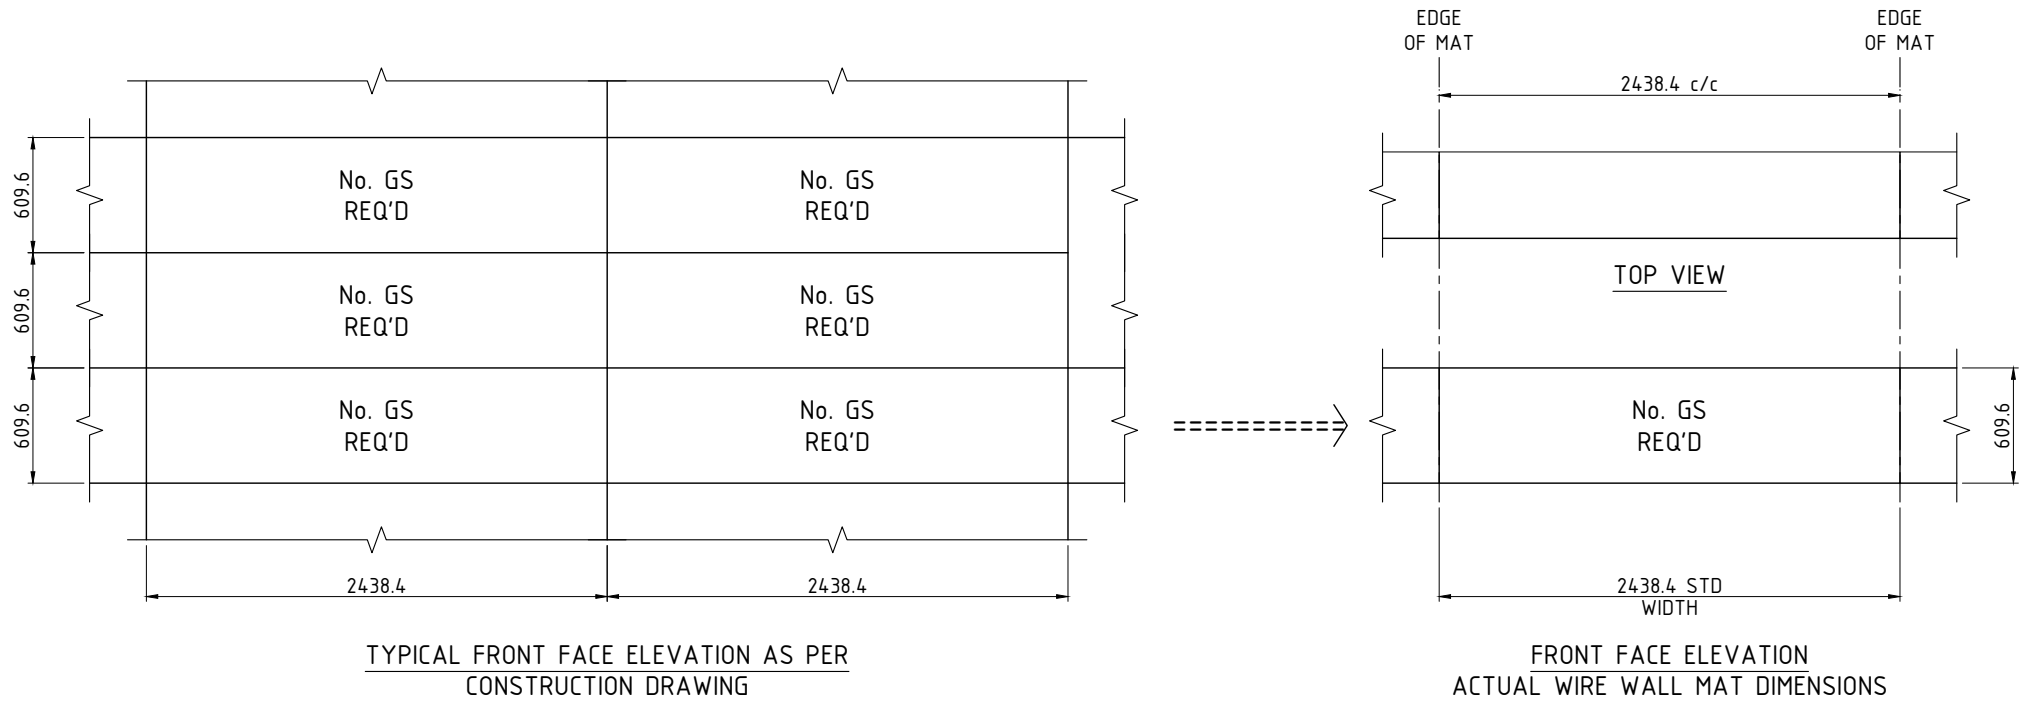 EDGE
OF MAT
EDGE
OF MAT
2438.4 c/c
609.6
No. GS
REQ'D
No. GS
REQ'D
TOP VIEW
609.6
No. GS
REQ'D
No. GS
REQ'D
609.6
No. GS
REQ'D
No. GS
REQ'D
No. GS
REQ'D
609.6
2438.4
2438.4
2438.4 STD
WIDTH
TYPICAL FRONT FACE ELEVATION AS PER
CONSTRUCTION DRAWING
FRONT FACE ELEVATION
ACTUAL WIRE WALL MAT DIMENSIONS